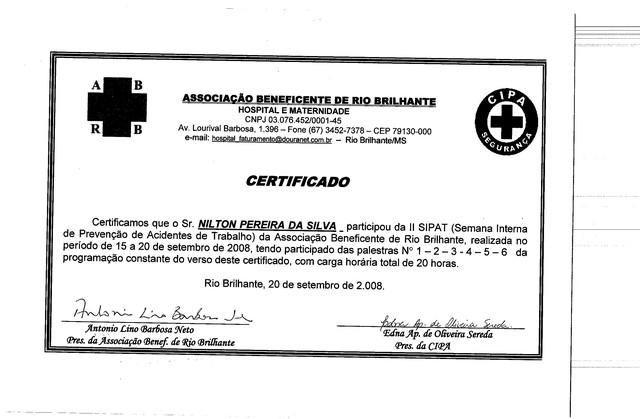 A B
R B
ASSOCIAÇÃO BENEFICENTE DE RIO BRILHANTE
HOSPITAL E MATERNIDADE
CNPJ 03.076.452/0001-45
Av. Lourival Barbosa, 1.396 – Fone (67) 3452-7378 – CEP 79130-000
e-mail: hospital_faturamento@douranet.com.br – Rio Brilhante/MS
CIPA
SEGURANÇA
CERTIFICADO
Certificamos que o Sr. NILTON PEREIRA DA SILVA participou da II SIPAT (Semana Interna
de Prevenção de Acidentes de Trabalho) da Associação Beneficente de Rio Brilhante, realizada no
período de 15 a 20 de setembro de 2008, tendo participado das palestras Nº 1 – 2 – 3 - 4 – 5 – 6 da
programação constante do verso deste certificado, com carga horária total de 20 horas.
Rio Brilhante, 20 de setembro de 2.008.
Antonio Lino Barbosa
Edna Ap. de Oliveira Sereda
Antonio Lino Barbosa Neto
Edna Ap. de Oliveira Sereda
Pres. da Associação Benef. de Rio Brilhante
Pres. da CIPA